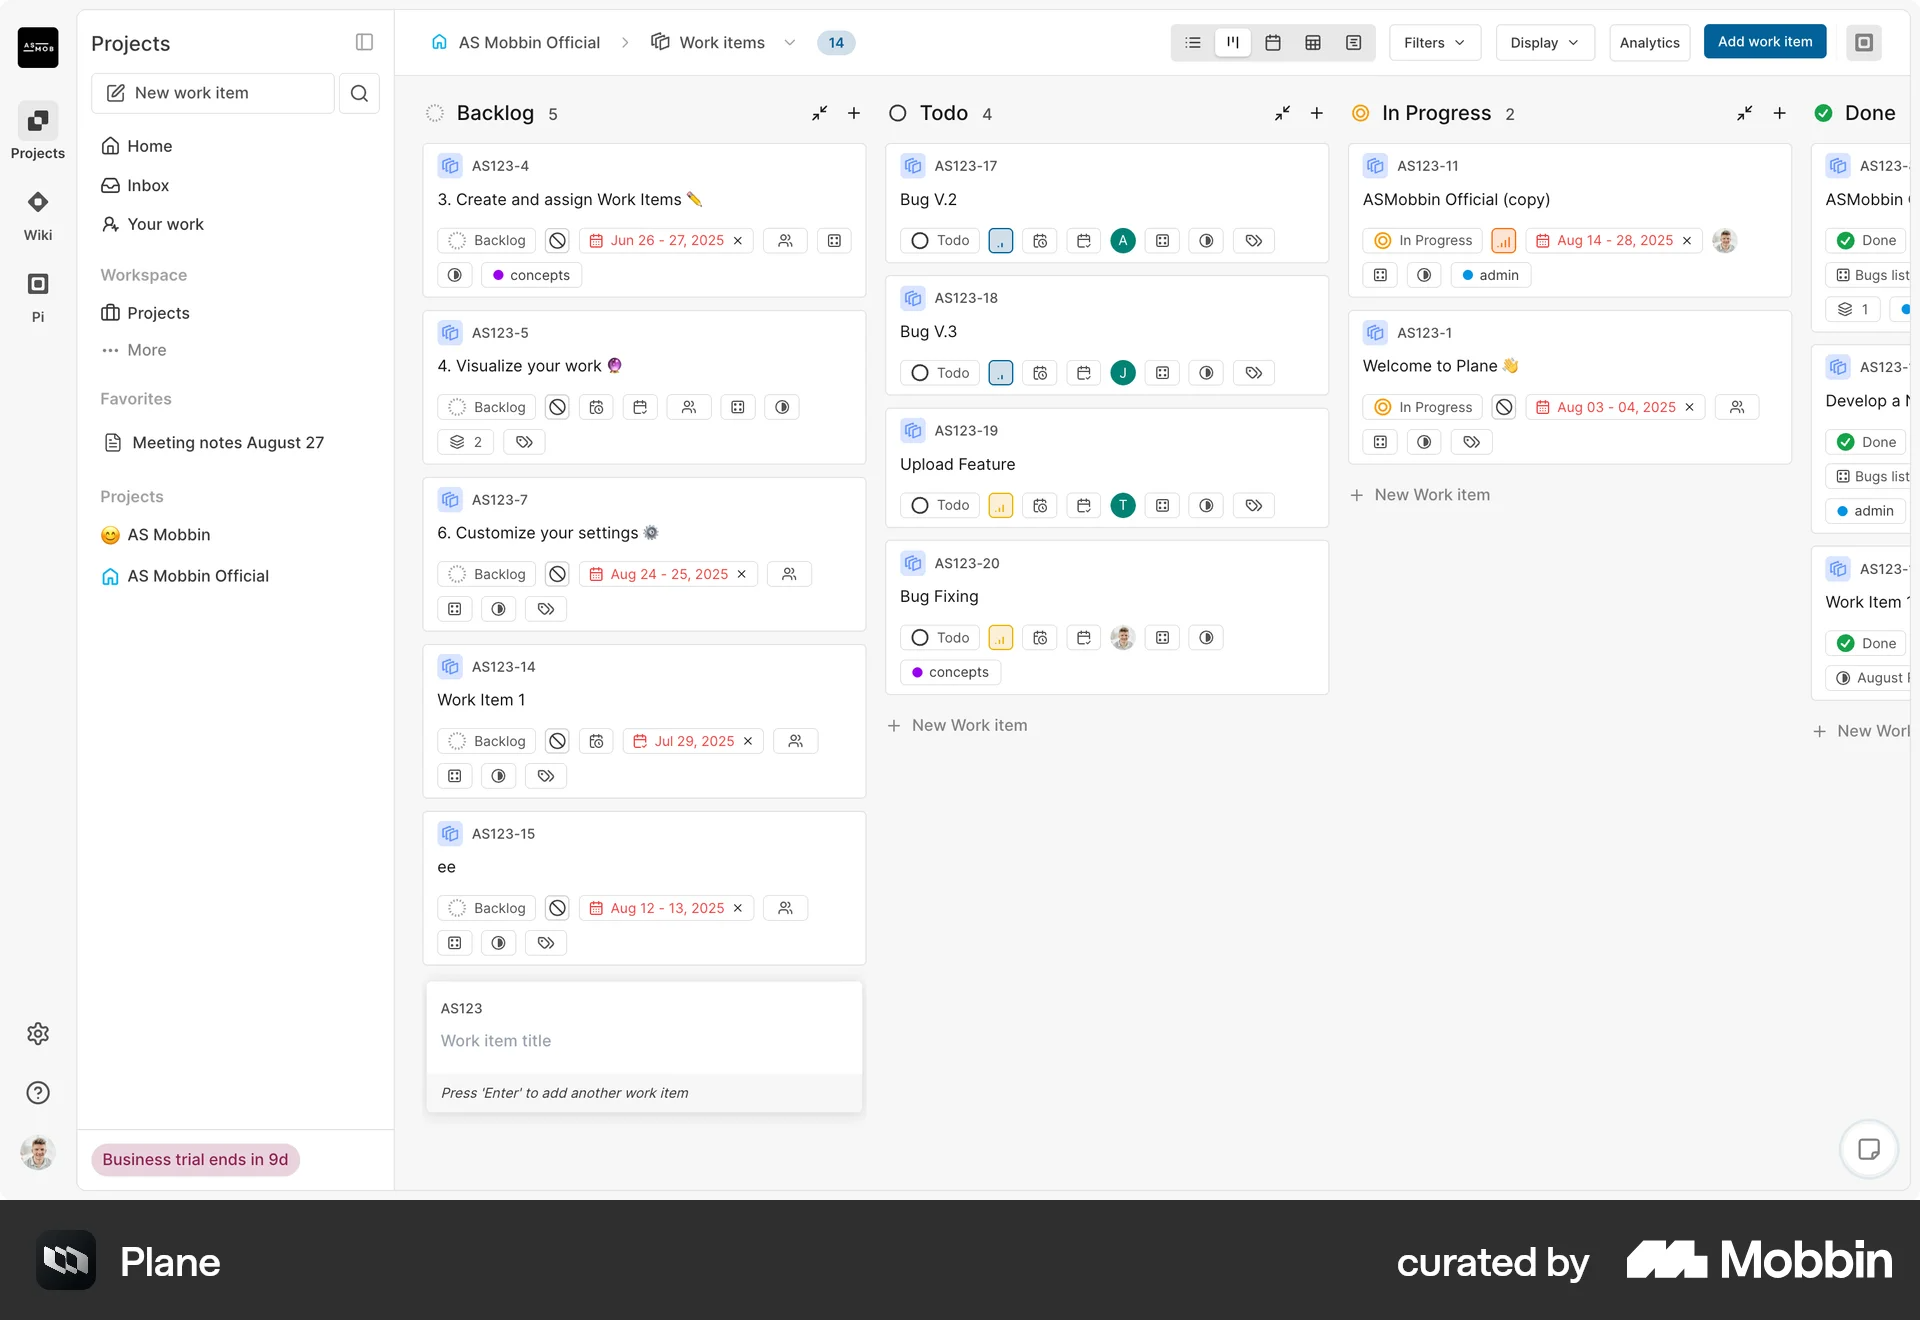 AS MOB
Projects
Wiki
Pi
Projects
New work item
Home
Inbox
Your work
Workspace
Projects
More
Favorites
Meeting notes August 27
Projects
AS Mobbin
AS Mobbin Official
Business trial ends in 9d
AS Mobbin Official
Work items
14
Filters
Display
Analytics
Add work item
Backlog 5
AS123-4
3. Create and assign Work Items
Backlog
Jun 26 - 27, 2025
concepts
AS123-5
4. Visualize your work
Backlog
2
AS123-7
6. Customize your settings
Backlog
Aug 24 - 25, 2025
AS123-14
Work Item 1
Backlog
Jul 29, 2025
AS123-15
ee
Backlog
Aug 12 - 13, 2025
AS123
Work item title
Press 'Enter' to add another work item
Todo 4
AS123-17
Bug V.2
Todo
A
AS123-18
Bug V.3
Todo
J
AS123-19
Upload Feature
Todo
T
AS123-20
Bug Fixing
Todo
concepts
New Work item
In Progress 2
AS123-11
ASMobbin Official (copy)
In Progress
Aug 14 - 28, 2025
admin
AS123-1
Welcome to Plane
In Progress
Aug 03 - 04, 2025
New Work item
Done
AS123-
ASMobbin
Done
Bugs list
1
AS123-
Develop a
Done
Bugs list
admin
AS123-
Work Item
Done
August
New
Plane
curated by Mobbin